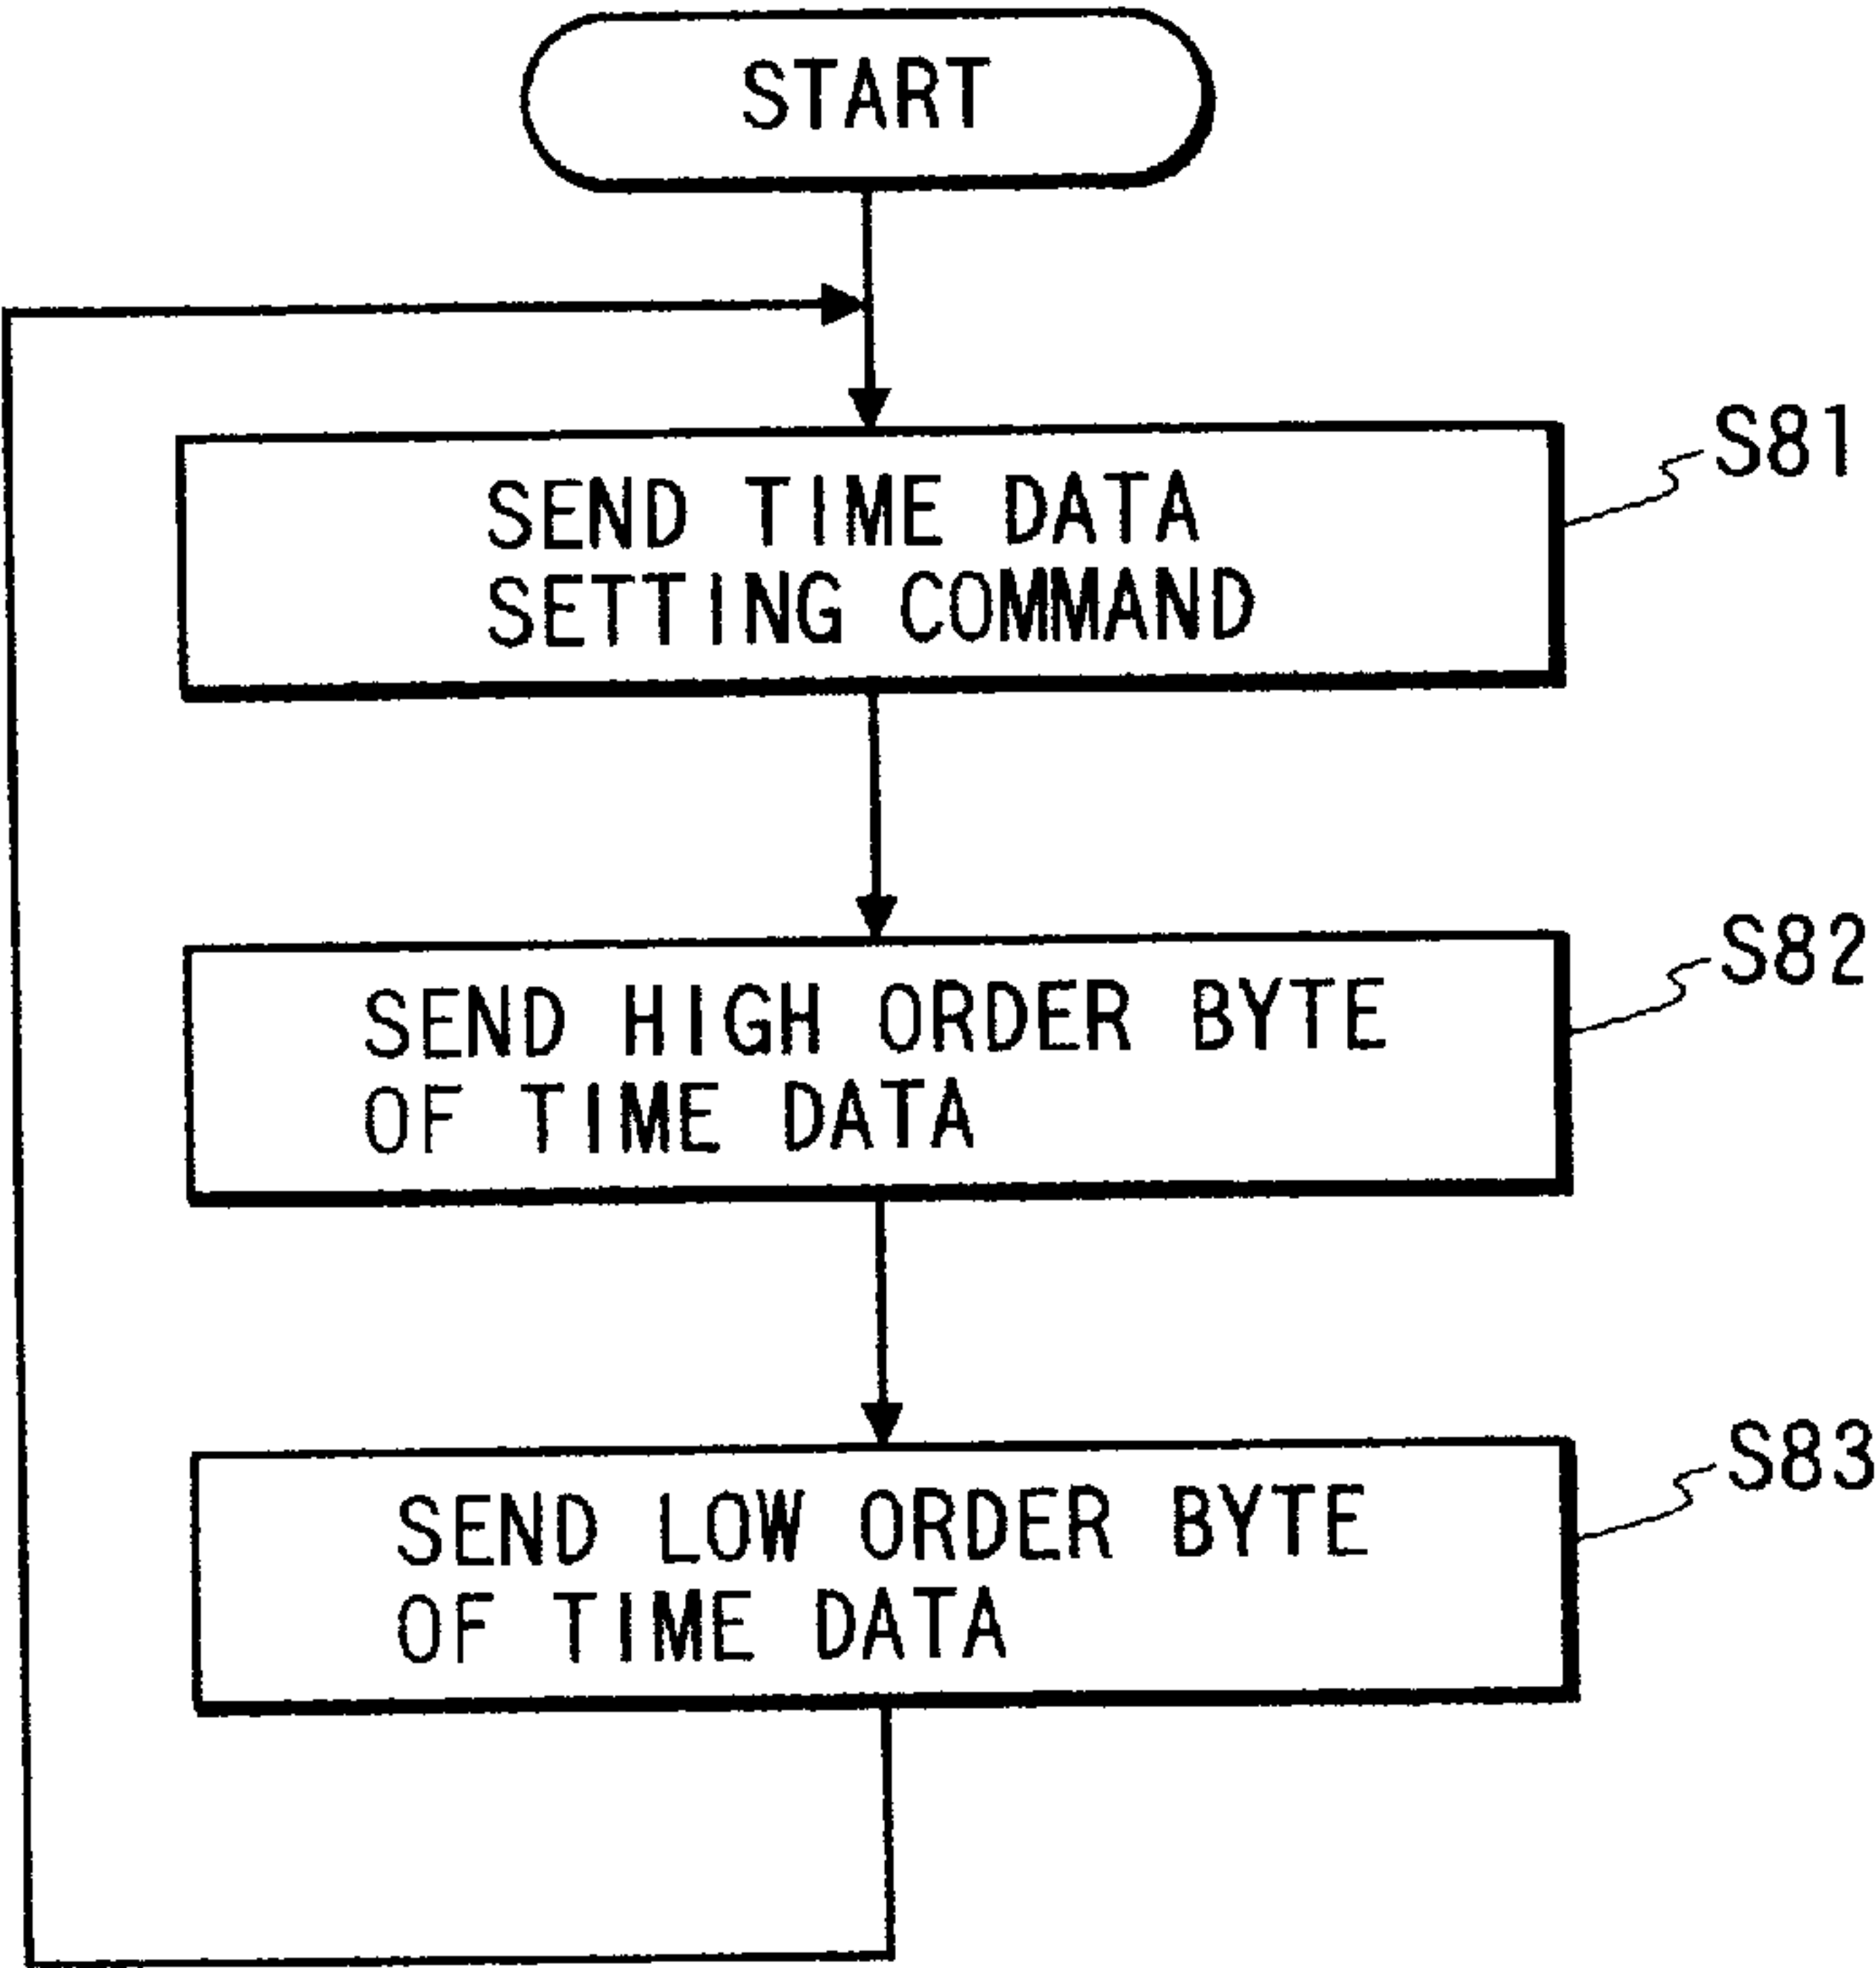 START
S81
SEND TIME DATA
SETTING COMMAND
S82
SEND HIGH ORDER BYTE
OF TIME DATA
S83
SEND LOW ORDER BYTE
OF TIME DATA